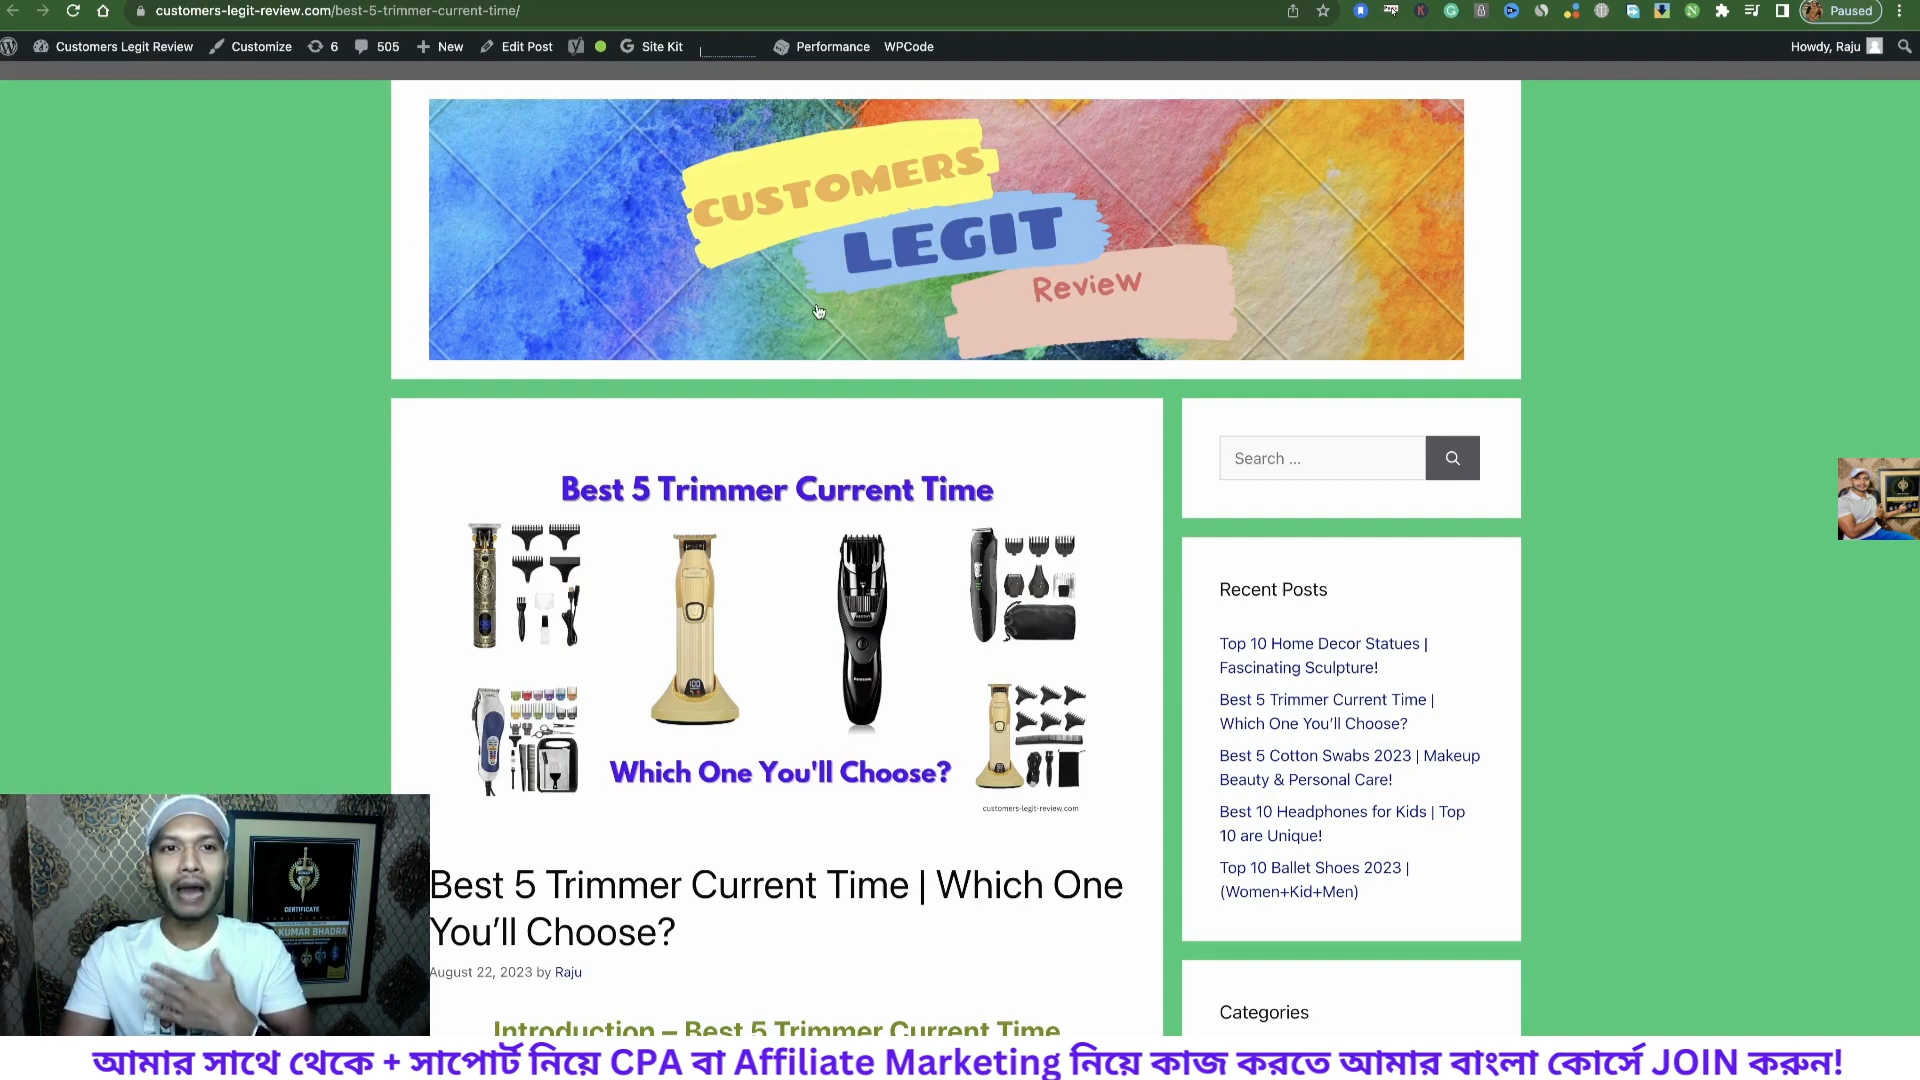 customers-legit-review.com/best-5-trimmer-current-time/
Paused
Customers Legit Review
Customize
6
505
New
Edit Post
Site Kit
Performance
WPCode
Howdy, Raju
CUSTOMERS
LEGIT
Review
Best 5 Trimmer Current Time
Which One You'll Choose?
customers-legit-review.com
Best 5 Trimmer Current Time | Which One
You’ll Choose?
August 22, 2023 by Raju
Introduction – Best 5 Trimmer Current Time
Search ...
Recent Posts
Top 10 Home Decor Statues |
Fascinating Sculpture!
Best 5 Trimmer Current Time |
Which One You’ll Choose?
Best 5 Cotton Swabs 2023 | Makeup
Beauty & Personal Care!
Best 10 Headphones for Kids | Top
10 are Unique!
Top 10 Ballet Shoes 2023 |
(Women+Kid+Men)
Categories
CERTIFICATE
KUMAR BHADRA
আমার সাথে থেকে + সাপোর্ট নিয়ে CPA বা Affiliate Marketing নিয়ে কাজ করতে আমার বাংলা কোর্সে JOIN করুন!